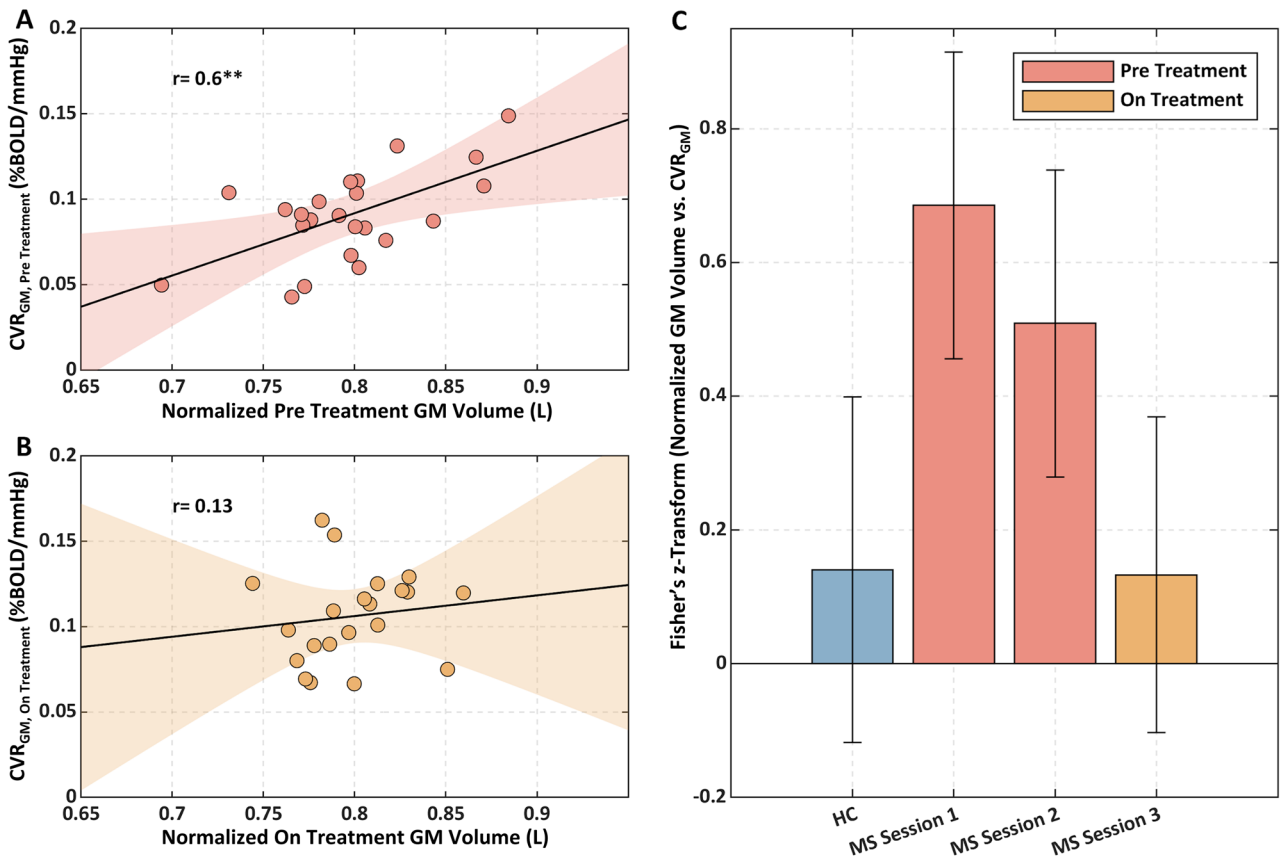 A
CVRGM, Pre Treatment (%BOLD/mmHg)
0.2
0.15
0.1
0.05
0
r= 0.6**
0.65 0.7 0.75 0.8 0.85 0.9
Normalized Pre Treatment GM Volume (L)
B
CVRGM, On Treatment (%BOLD/mmHg)
0.2
0.15
0.1
0.05
0
r= 0.13
0.65 0.7 0.75 0.8 0.85 0.9
Normalized On Treatment GM Volume (L)
C
Fisher's z-Transform (Normalized GM Volume vs. CVRGM)
0.8
0.6
0.4
0.2
0
-0.2
Pre Treatment
On Treatment
HC
MS Session 1
MS Session 2
MS Session 3